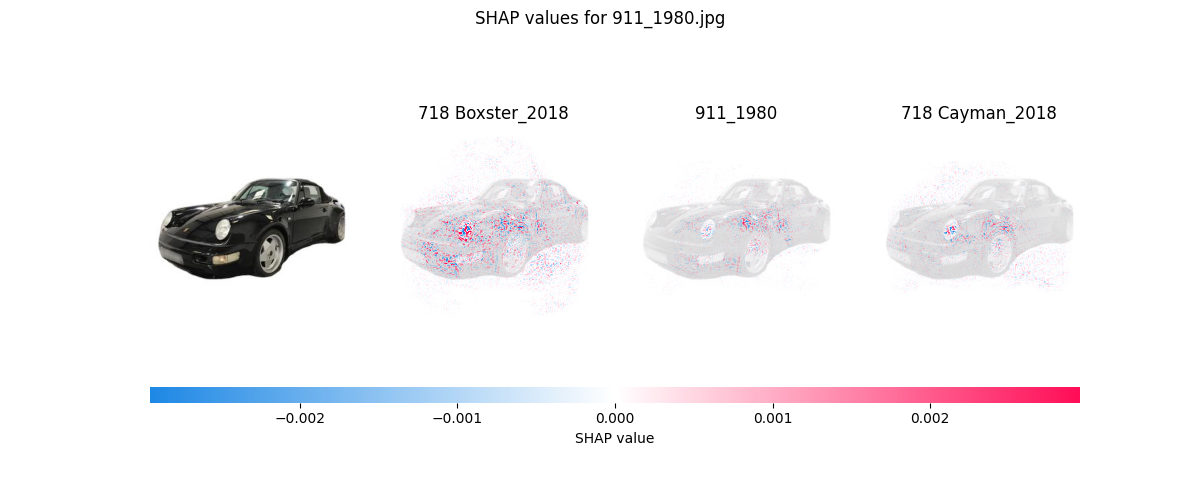 SHAP values for 911_1980.jpg
718 Boxster_2018
911_1980
718 Cayman_2018
−0.002
−0.001
0.000
0.001
0.002
SHAP value